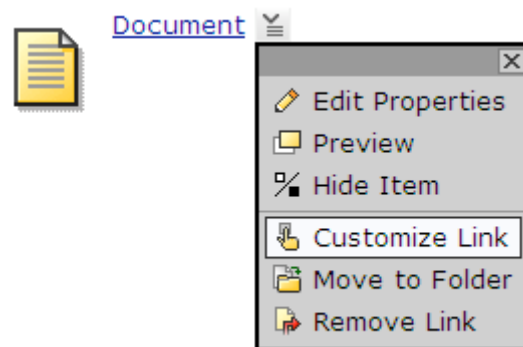 Document
Edit Properties
Preview
Hide Item
Customize Link
Move to Folder
Remove Link